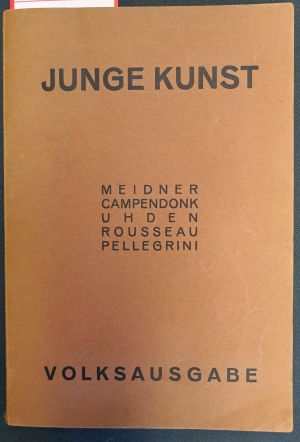 JUNGE KUNST
MEIDNER
CAMPENDONK
UHDEN
ROUSSEAU
PELLEGRINI
VOLKSAUSGABE